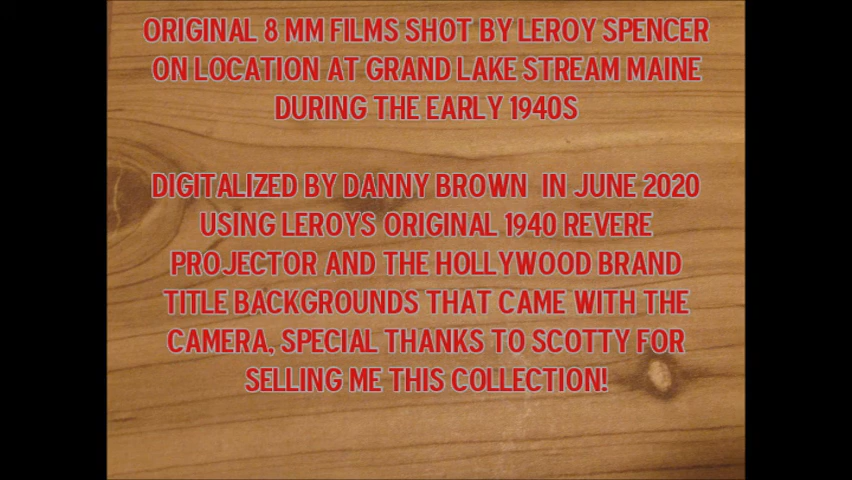 ORIGINAL 8 MM FILMS SHOT BY LEROY SPENCER
ON LOCATION AT GRAND LAKE STREAM MAINE
DURING THE EARLY 1940S
DIGITALIZED BY DANNY BROWN IN JUNE 2020
USING LEROYS ORIGINAL 1940 REVERE
PROJECTOR AND THE HOLLYWOOD BRAND
TITLE BACKGROUNDS THAT CAME WITH THE
CAMERA, SPECIAL THANKS TO SCOTTY FOR
SELLING ME THIS COLLECTION!